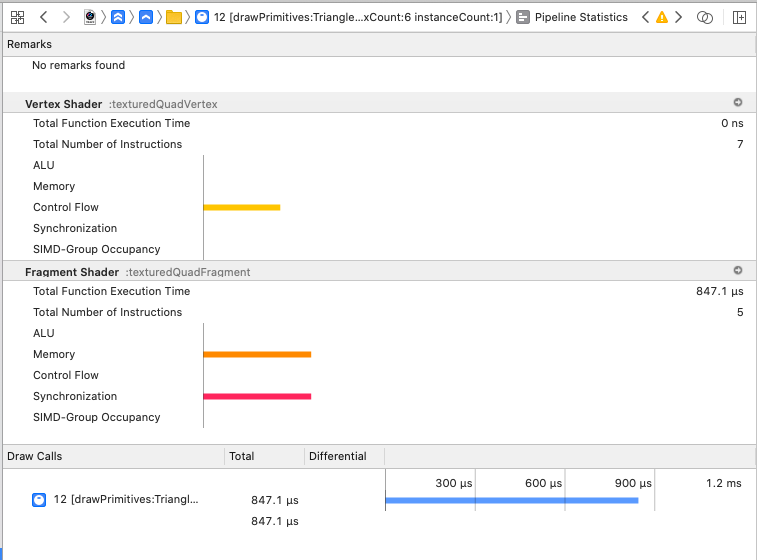 12 [drawPrimitives:Triangle...xCount:6 instanceCount:1] Pipeline Statistics
Remarks
No remarks found
Vertex Shader :texturedQuadVertex
Total Function Execution Time 0 ns
Total Number of Instructions 7
ALU
Memory
Control Flow
Synchronization
SIMD-Group Occupancy
Fragment Shader :texturedQuadFragment
Total Function Execution Time 847.1 µs
Total Number of Instructions 5
ALU
Memory
Control Flow
Synchronization
SIMD-Group Occupancy
Draw Calls Total Differential
300 µs 600 µs 900 µs 1.2 ms
12 [drawPrimitives:Triangl... 847.1 µs
847.1 µs